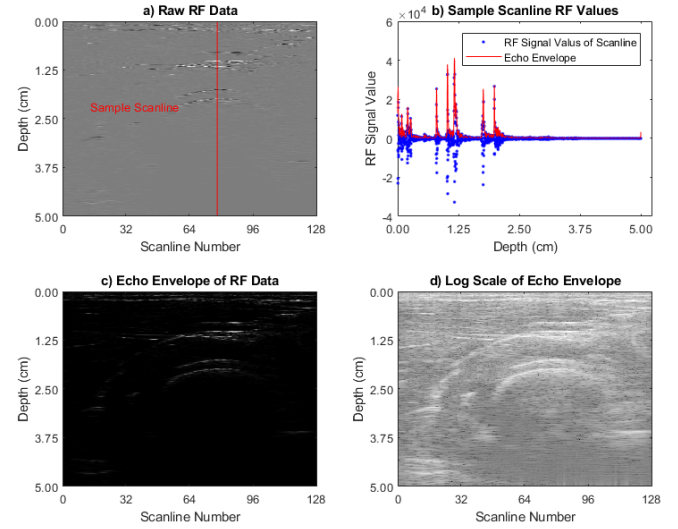 a) Raw RF Data
0.00
1.25
2.50
3.75
5.00
Depth (cm)
Sample Scanline
0
32
64
96
128
Scanline Number
b) Sample Scanline RF Values
×10⁴
6
4
2
0
-2
-4
RF Signal Value
RF Signal Valus of Scanline
Echo Envelope
0.00
1.25
2.50
3.75
5.00
Depth (cm)
c) Echo Envelope of RF Data
0.00
1.25
2.50
3.75
5.00
Depth (cm)
0
32
64
96
128
Scanline Number
d) Log Scale of Echo Envelope
0.00
1.25
2.50
3.75
5.00
Depth (cm)
0
32
64
96
128
Scanline Number